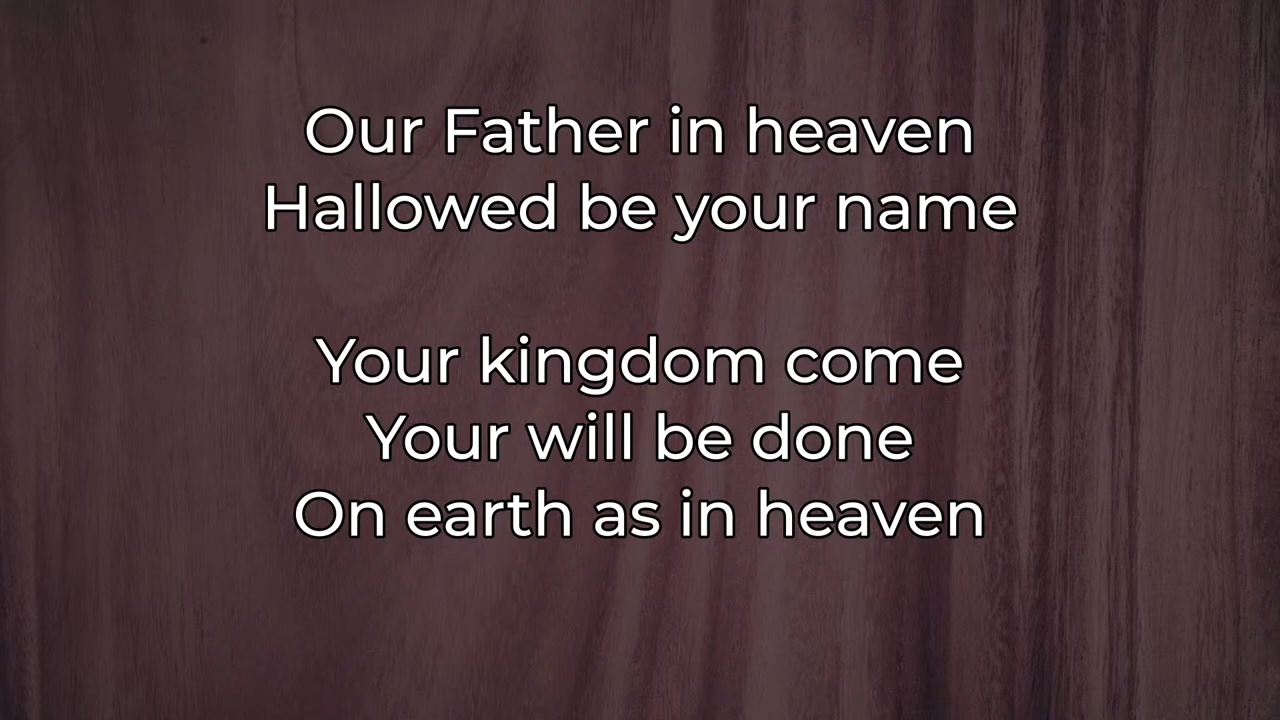 Our Father in heaven
Hallowed be your name
Your kingdom come
Your will be done
On earth as in heaven